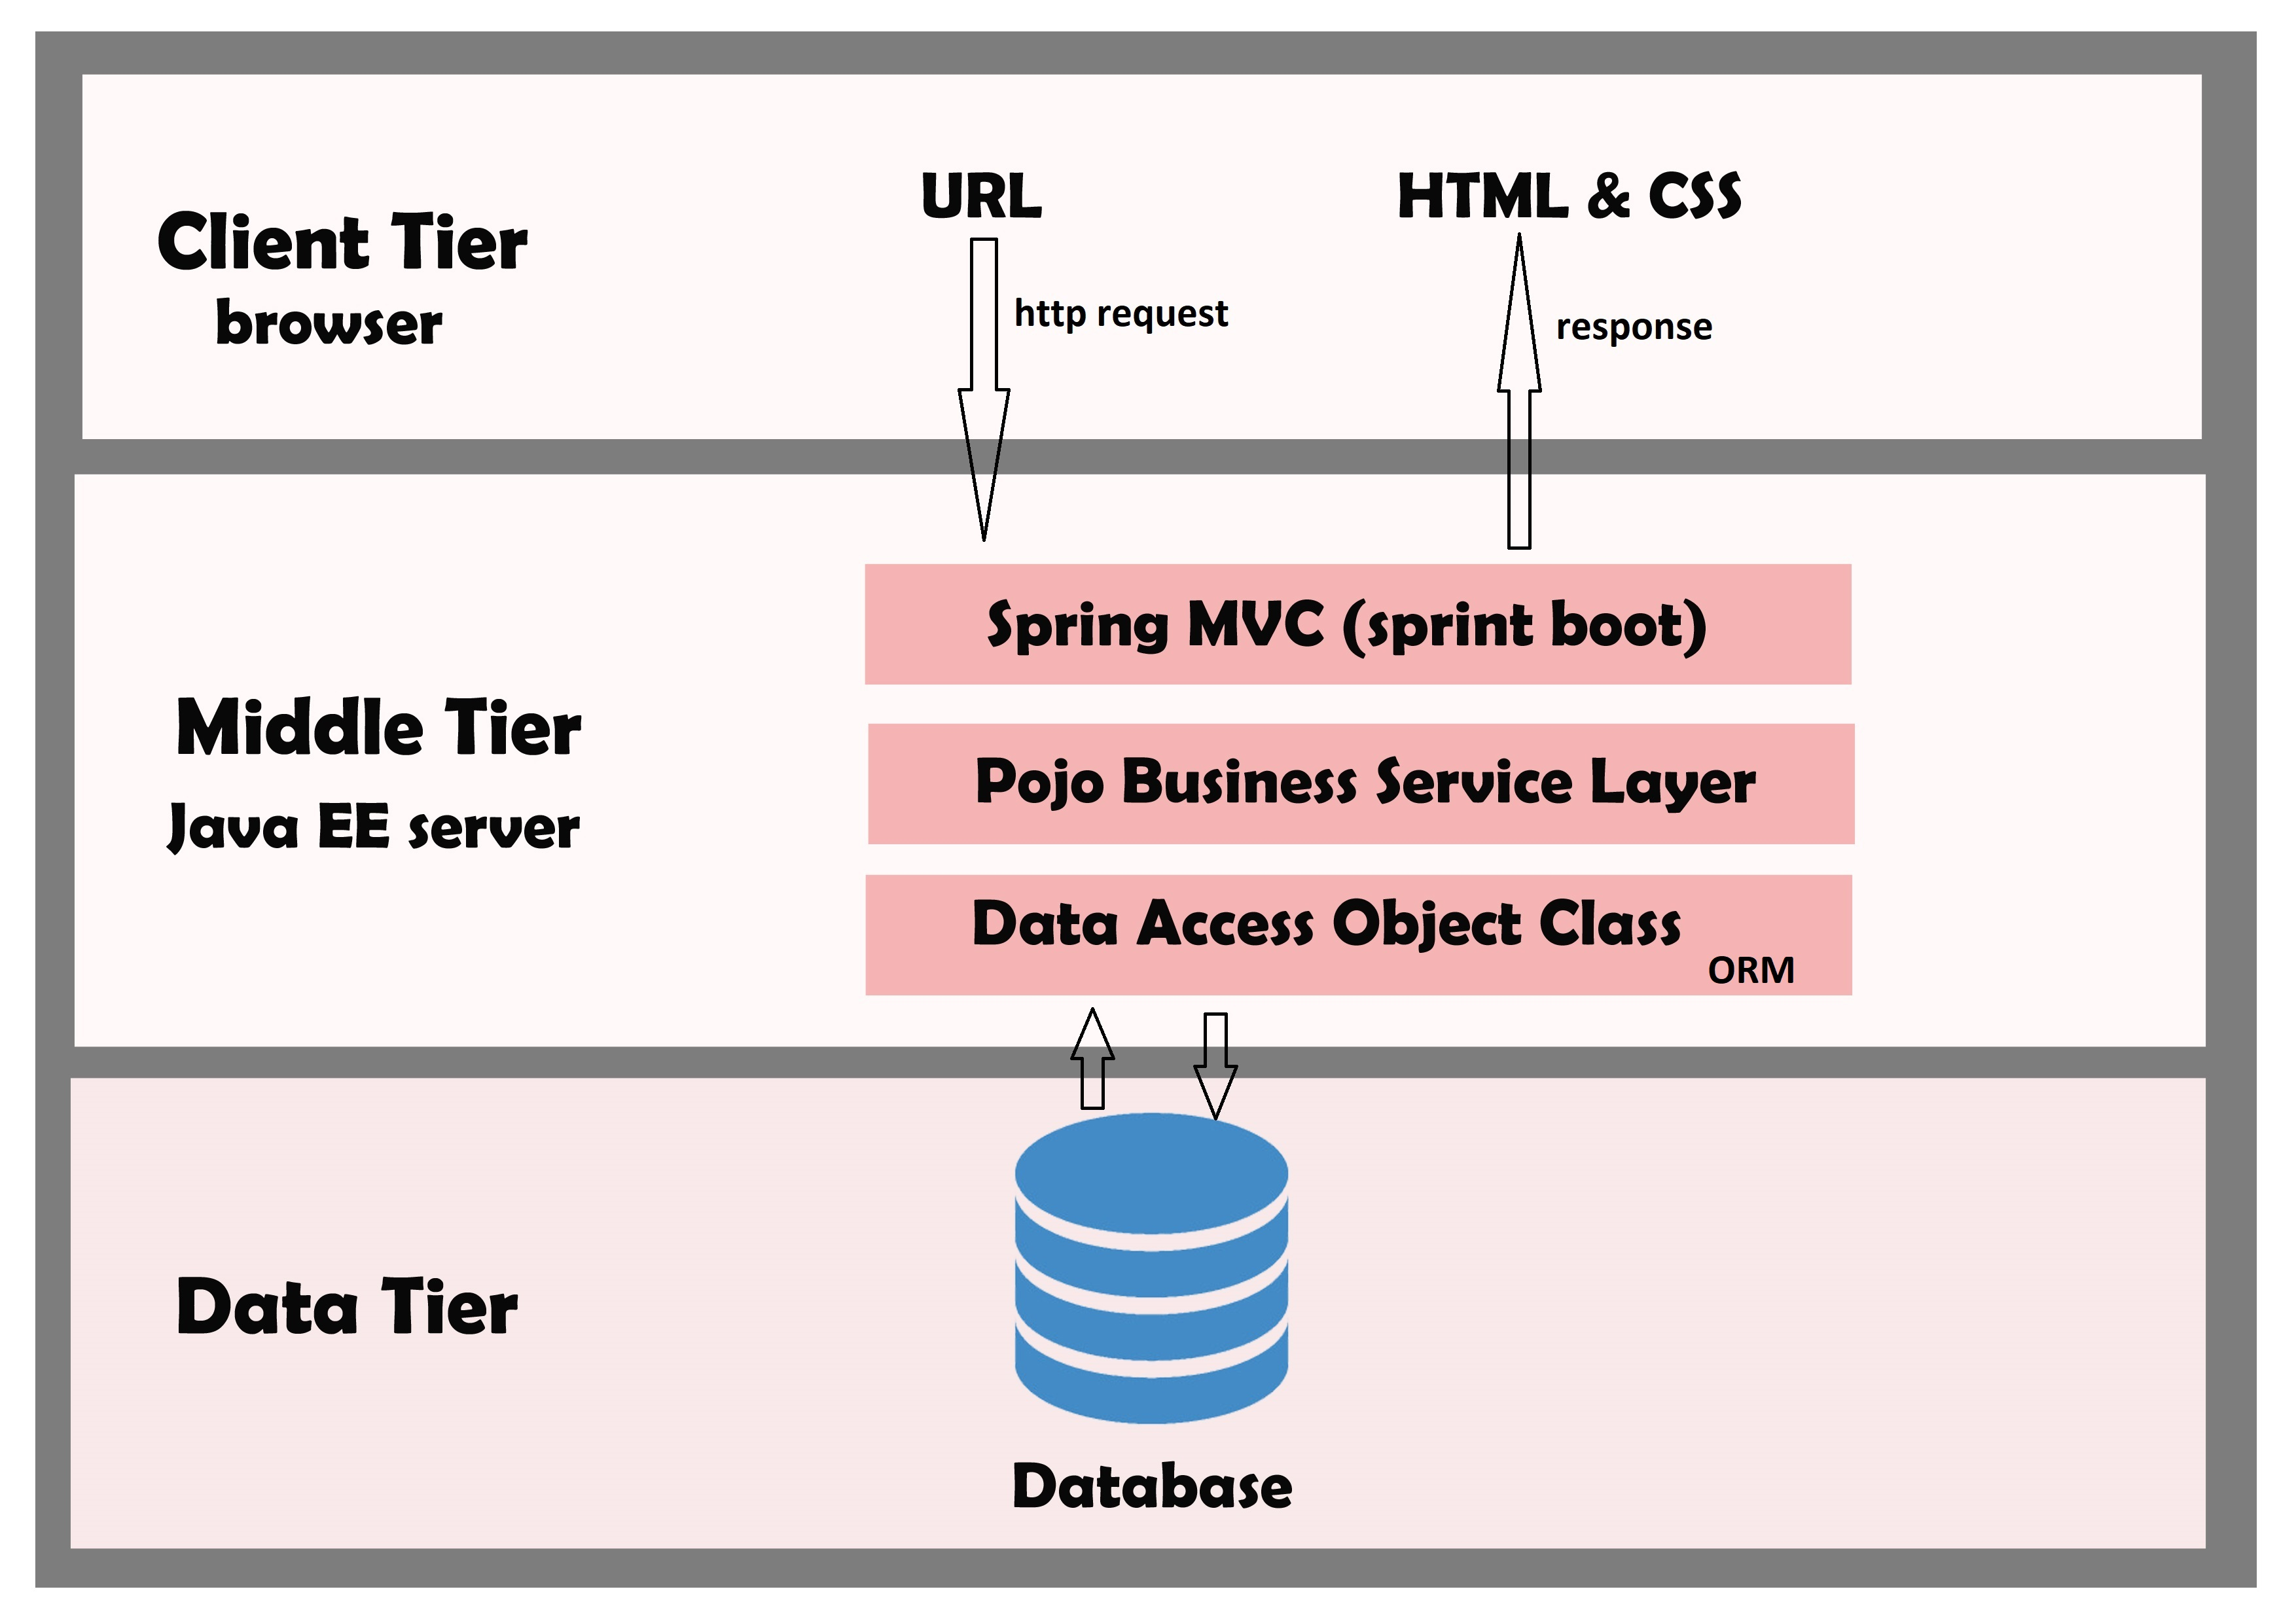 Client Tier
browser
URL
http request
HTML & CSS
response
Middle Tier
Java EE server
Spring MVC (sprint boot)
Pojo Business Service Layer
Data Access Object Class
ORM
Data Tier
Database